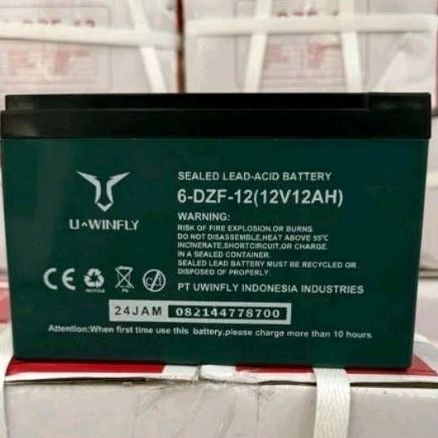 SEALED LEAD-ACID BATTERY
6-DZF-12(12V12AH)
U-WINFLY
WARNING:
RISK OF FIRE EXPLOSION, OR BURNS.
DO NOT DISASSEMBLE,HEAT ABOVE 55℃
INCINERATE,SHORTCIRCUIT, OR CHARGE.
IN A SEALED CONTAINER.
SEALED LEAD BATTERY MUST BE RECYCLED OR
DISPOSED OF PROPERLY.
CE
Pb
PT UWINFLY INDONESIA INDUSTRIES
24JAM 082144778700
Attention:When first time use this battery,please charge more than 10 hours